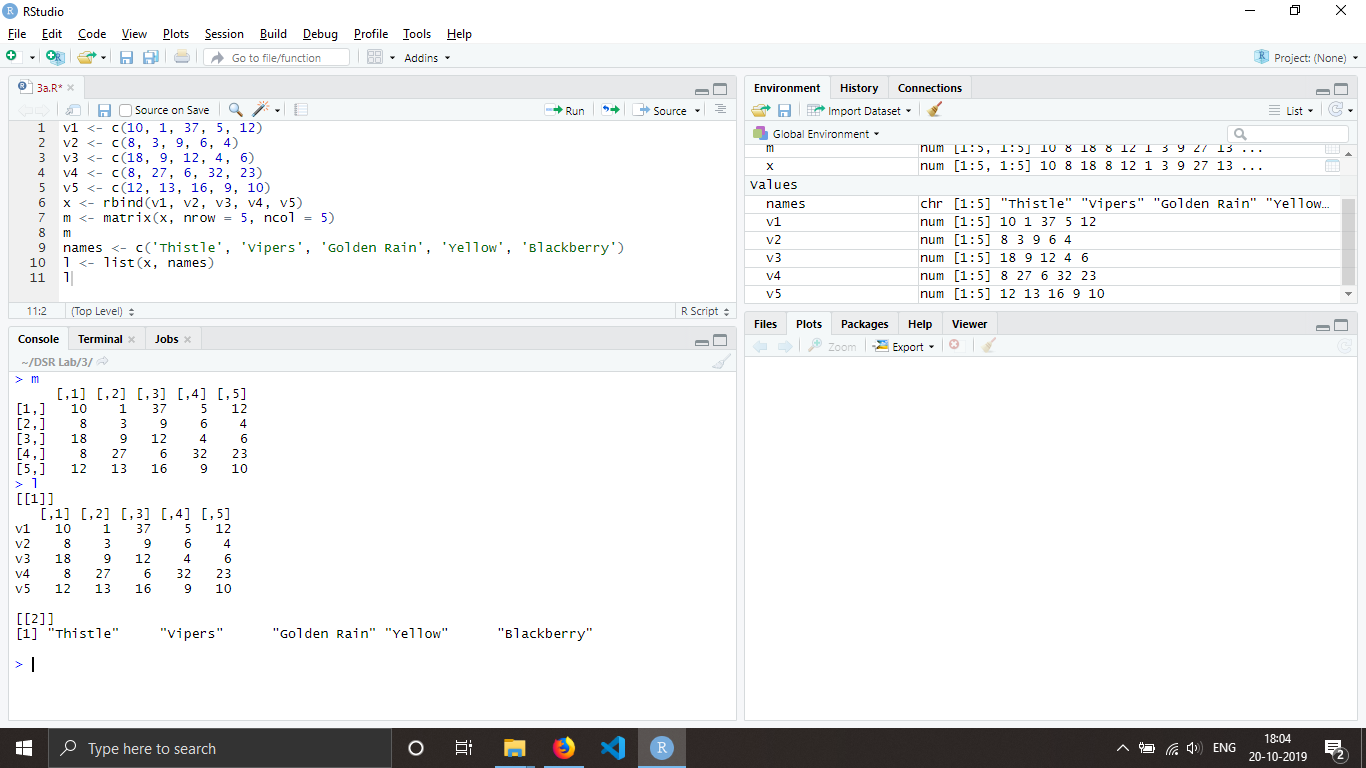 RStudio
File Edit Code View Plots Session Build Debug Profile Tools Help
Go to file/function Addins Project: (None)
3a.R*
Source on Save Run Source
1 v1 <- c(10, 1, 37, 5, 12)
2 v2 <- c(8, 3, 9, 6, 4)
3 v3 <- c(18, 9, 12, 4, 6)
4 v4 <- c(8, 27, 6, 32, 23)
5 v5 <- c(12, 13, 16, 9, 10)
6 x <- rbind(v1, v2, v3, v4, v5)
7 m <- matrix(x, nrow = 5, ncol = 5)
8 m
9 names <- c('Thistle', 'Vipers', 'Golden Rain', 'Yellow', 'Blackberry')
10 l <- list(x, names)
11 l
11:2 (Top Level) R Script
Console Terminal Jobs
~/DSR Lab/3/
> m
[,1] [,2] [,3] [,4] [,5]
[1,] 10 1 37 5 12
[2,] 8 3 9 6 4
[3,] 18 9 12 4 6
[4,] 8 27 6 32 23
[5,] 12 13 16 9 10
> l
[[1]]
[,1] [,2] [,3] [,4] [,5]
v1 10 1 37 5 12
v2 8 3 9 6 4
v3 18 9 12 4 6
v4 8 27 6 32 23
v5 12 13 16 9 10
[[2]]
[1] "Thistle" "Vipers" "Golden Rain" "Yellow" "Blackberry"
>
Environment History Connections
Import Dataset List
Global Environment
m num [1:5, 1:5] 10 8 18 8 12 1 3 9 27 13 ...
x num [1:5, 1:5] 10 8 18 8 12 1 3 9 27 13 ...
Values
names chr [1:5] "Thistle" "Vipers" "Golden Rain" "Yellow…
v1 num [1:5] 10 1 37 5 12
v2 num [1:5] 8 3 9 6 4
v3 num [1:5] 18 9 12 4 6
v4 num [1:5] 8 27 6 32 23
v5 num [1:5] 12 13 16 9 10
Files Plots Packages Help Viewer
Zoom Export
Type here to search
ENG
18:04
20-10-2019
2